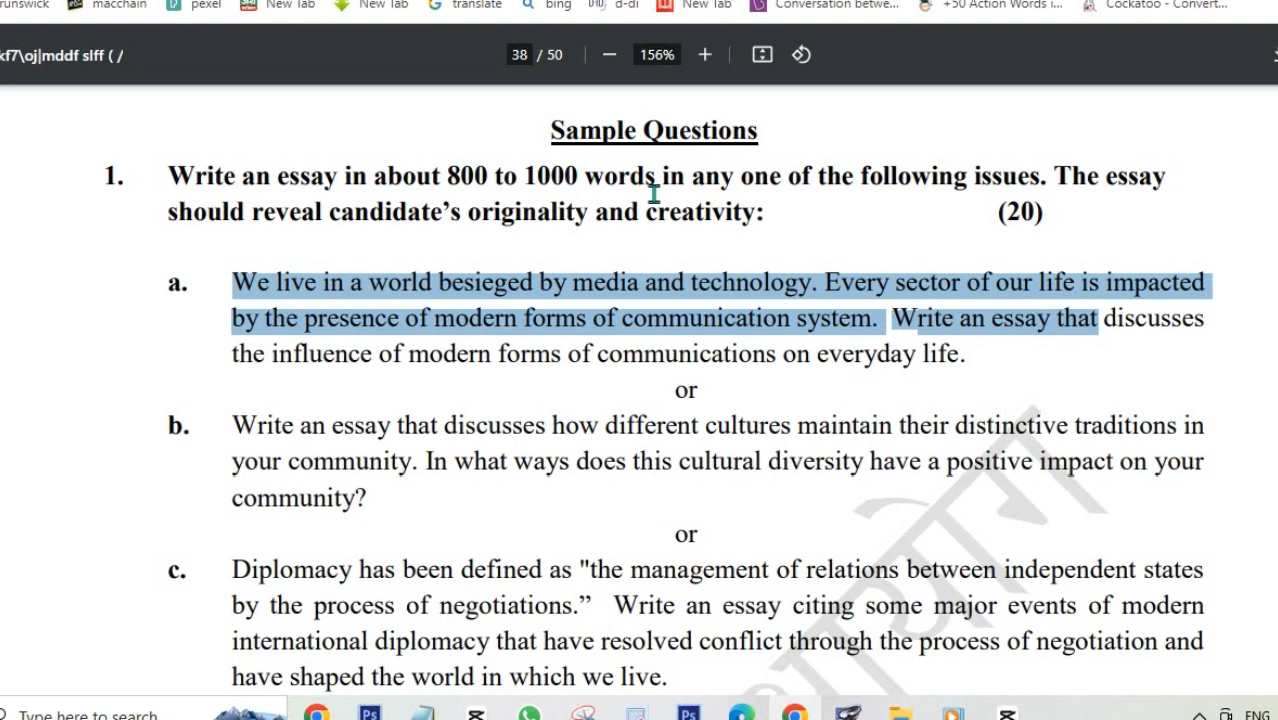 runswick macchain pexel New Tab New Tab translate bing d-di New Tab Conversation betwe... +50 Action Words i... Cockatoo - Convert...
kf7\oj|mddf slff ( / 38 / 50 156%
Sample Questions
1. Write an essay in about 800 to 1000 words in any one of the following issues. The essay
should reveal candidate's originality and creativity: (20)
a. We live in a world besieged by media and technology. Every sector of our life is impacted
by the presence of modern forms of communication system. Write an essay that discusses
the influence of modern forms of communications on everyday life.
or
b. Write an essay that discusses how different cultures maintain their distinctive traditions in
your community. In what ways does this cultural diversity have a positive impact on your
community?
or
c. Diplomacy has been defined as "the management of relations between independent states
by the process of negotiations.” Write an essay citing some major events of modern
international diplomacy that have resolved conflict through the process of negotiation and
have shaped the world in which we live.
Type here to search ENG